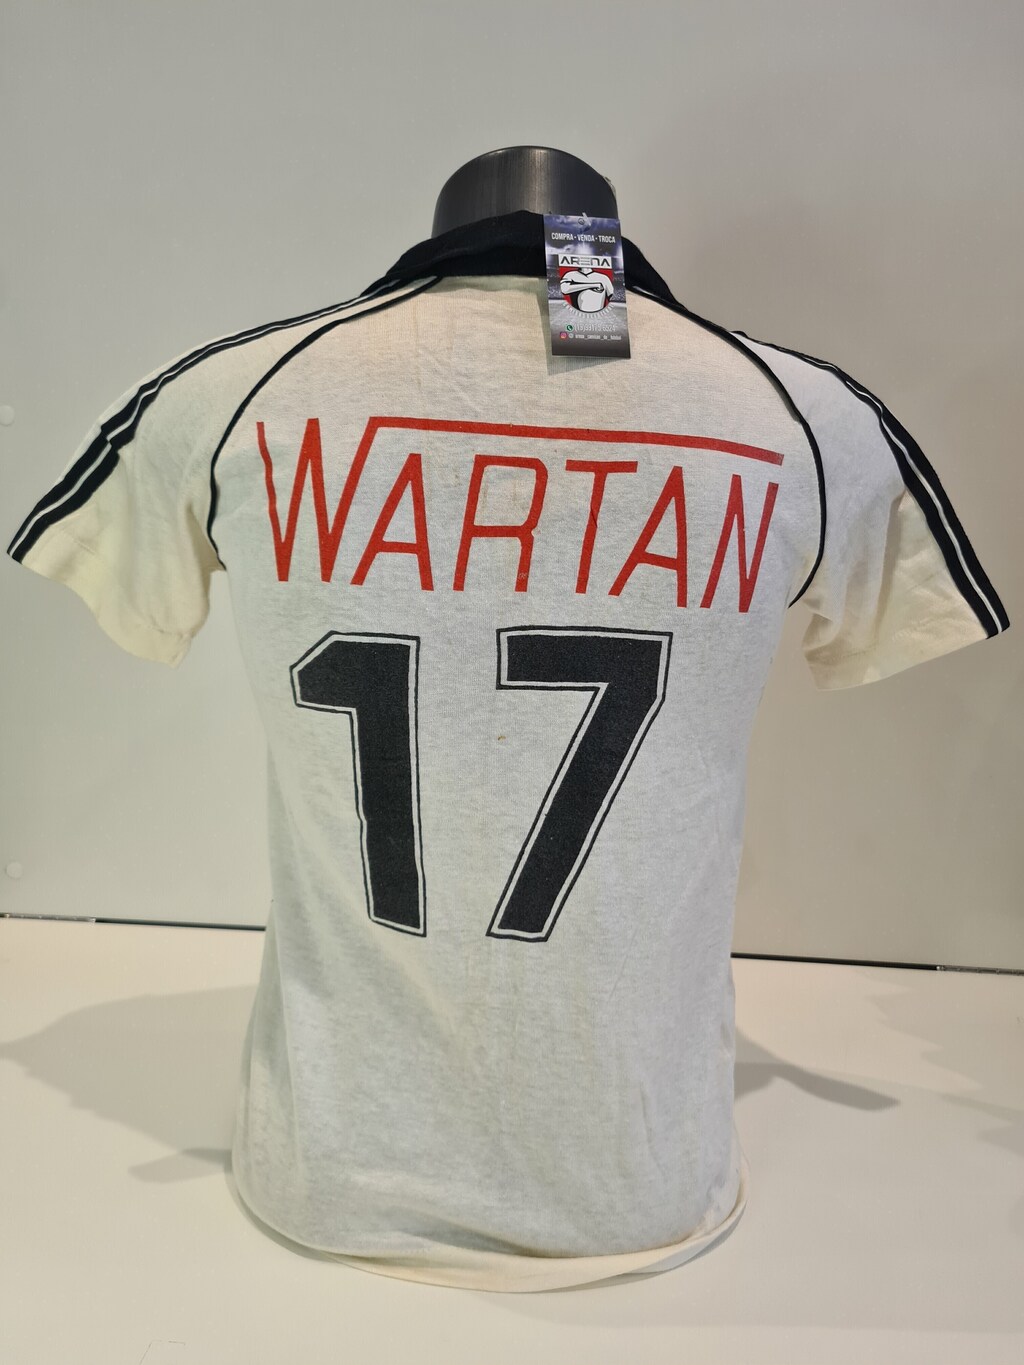 COMPRA • VENDA • TROCA
ARENA
WARTAN
17